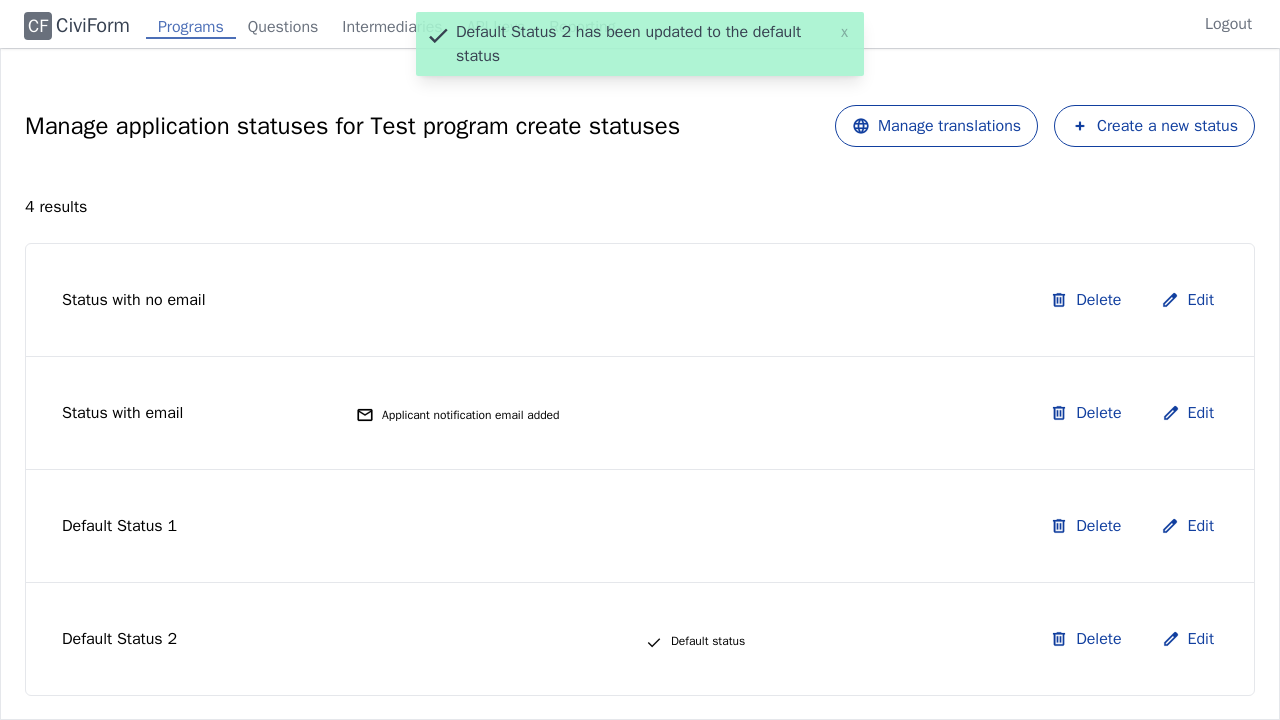 CF CiviForm Programs Questions Intermediaries Logout
Default Status 2 has been updated to the default x
status
Manage application statuses for Test program create statuses Manage translations Create a new status
4 results
Status with no email Delete Edit
Status with email Applicant notification email added Delete Edit
Default Status 1 Delete Edit
Default Status 2 Default status Delete Edit